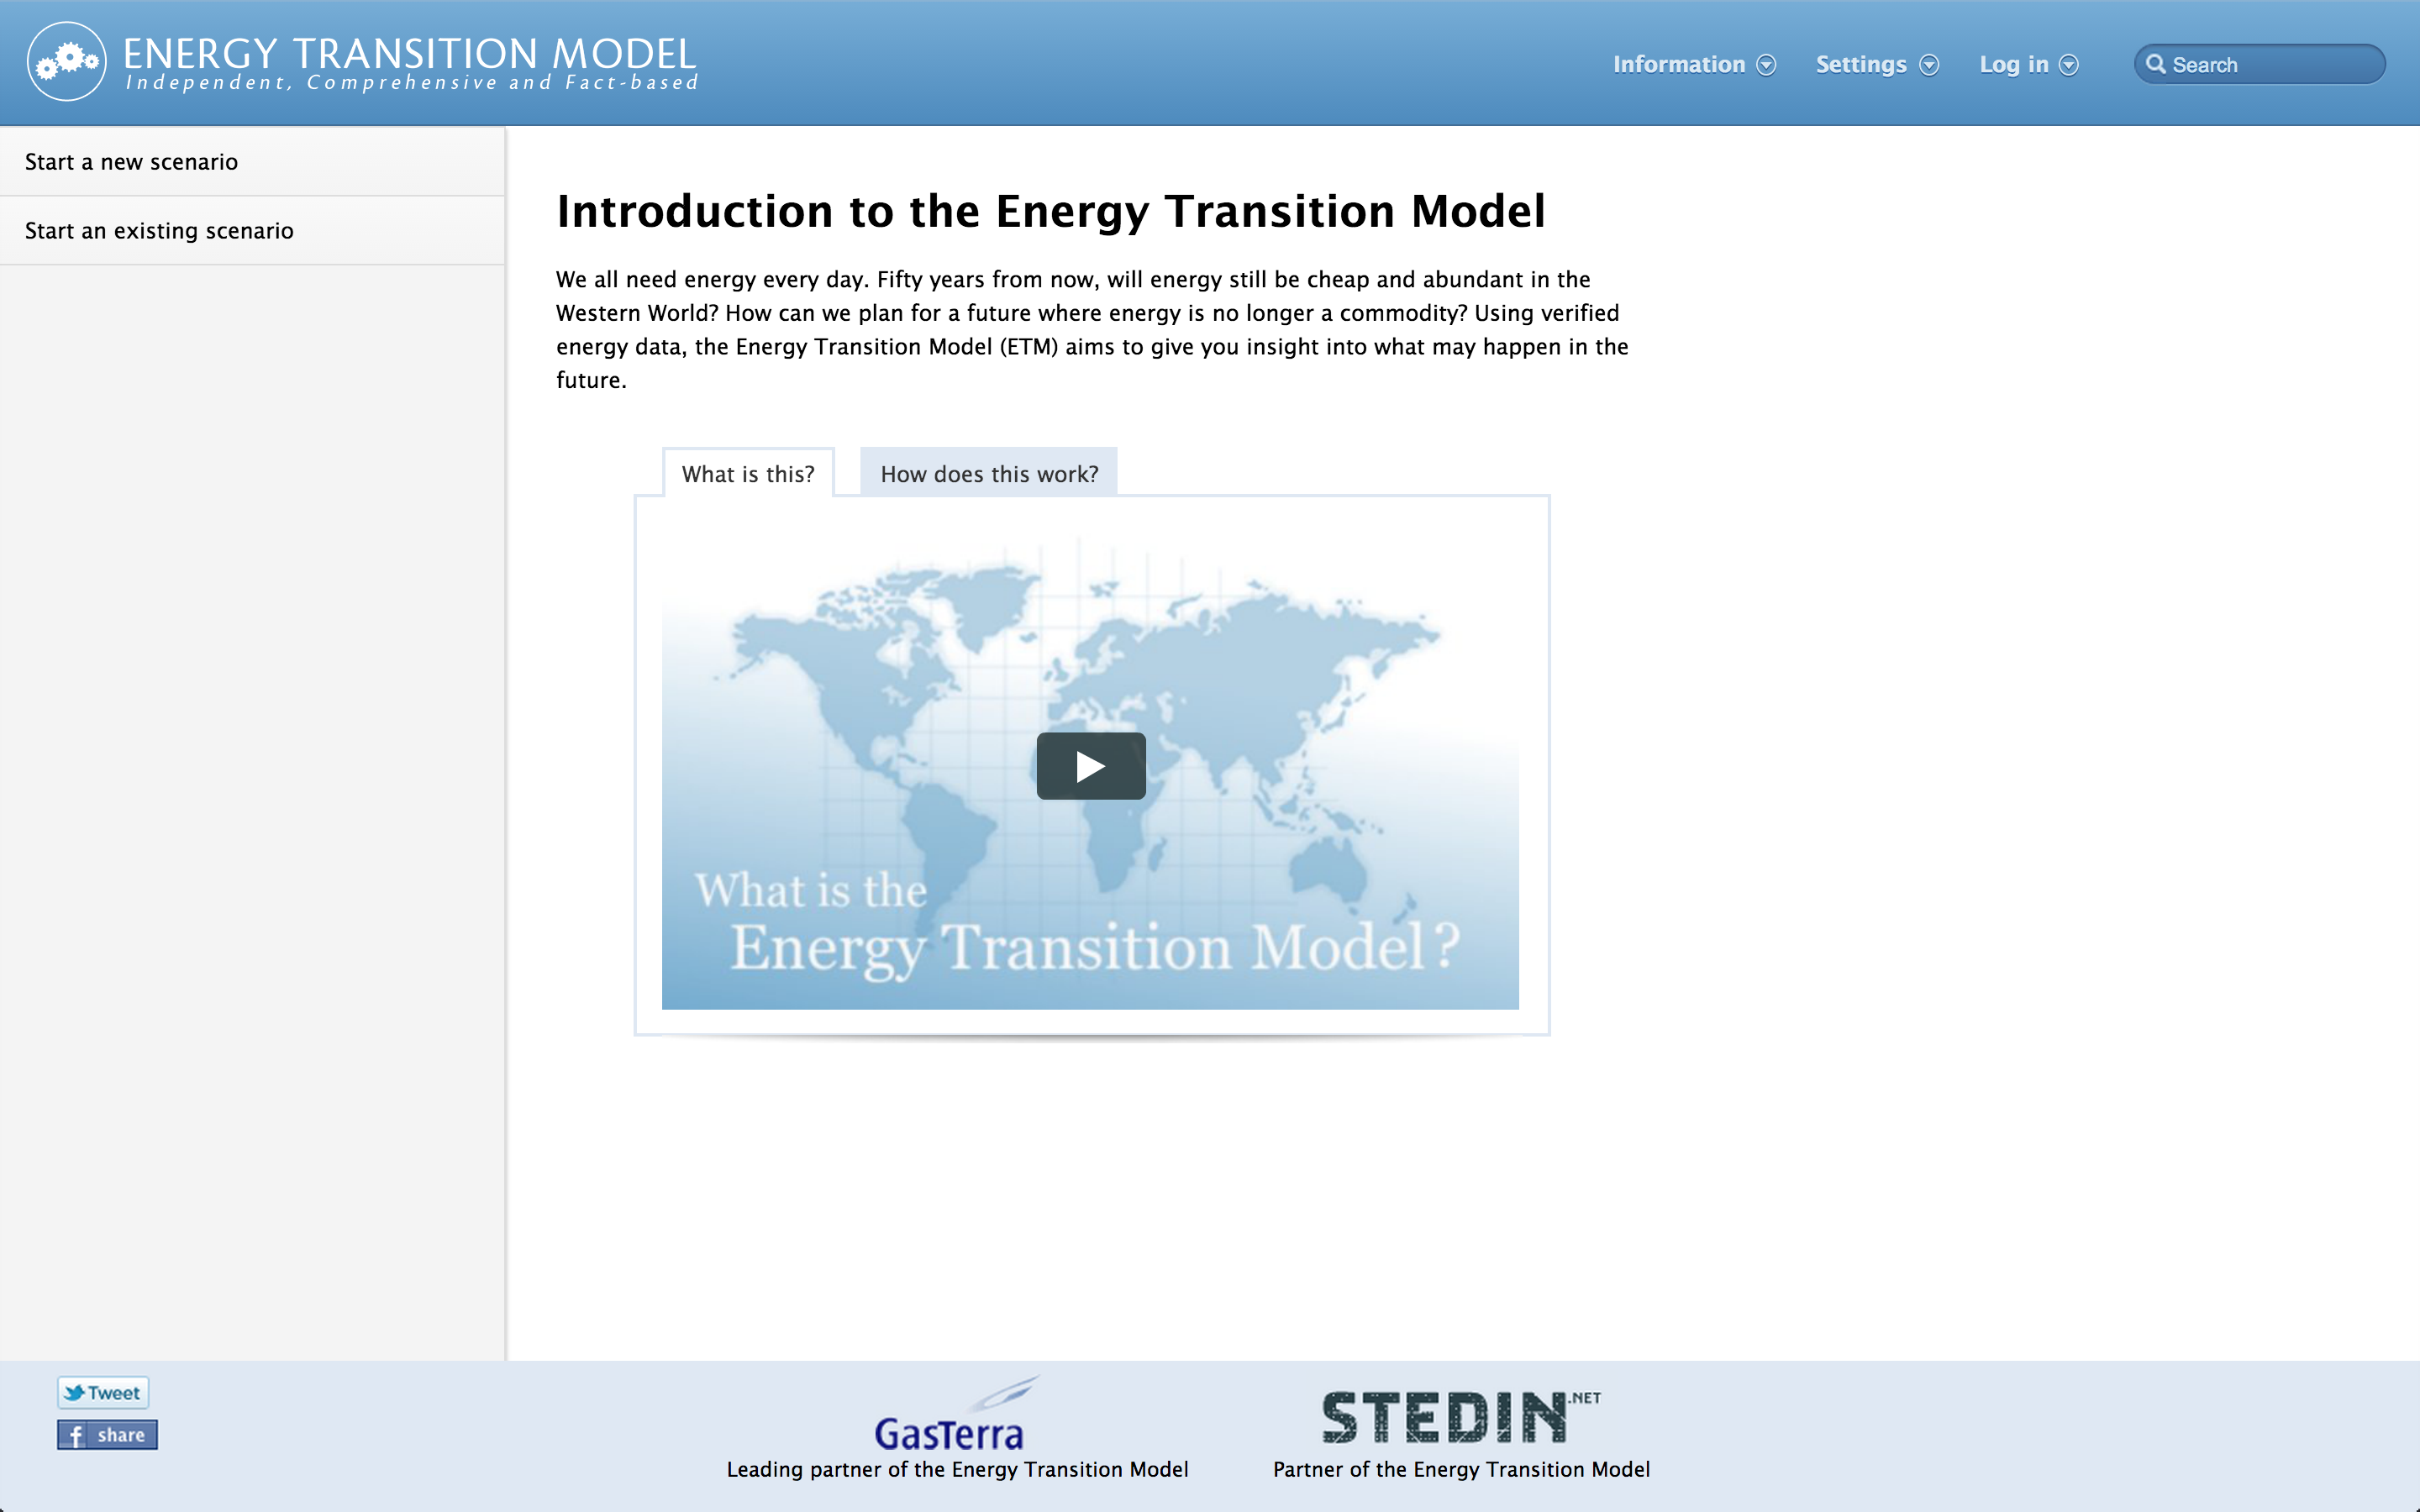 ENERGY TRANSITION MODEL
Independent, Comprehensive and Fact-based
Information
Settings
Log in
Search
Start a new scenario
Start an existing scenario
Introduction to the Energy Transition Model
We all need energy every day. Fifty years from now, will energy still be cheap and abundant in the
Western World? How can we plan for a future where energy is no longer a commodity? Using verified
energy data, the Energy Transition Model (ETM) aims to give you insight into what may happen in the
future.
What is this?
How does this work?
What is the
Energy Transition Model?
Tweet
f share
GasTerra
Leading partner of the Energy Transition Model
STEDIN.NET
Partner of the Energy Transition Model